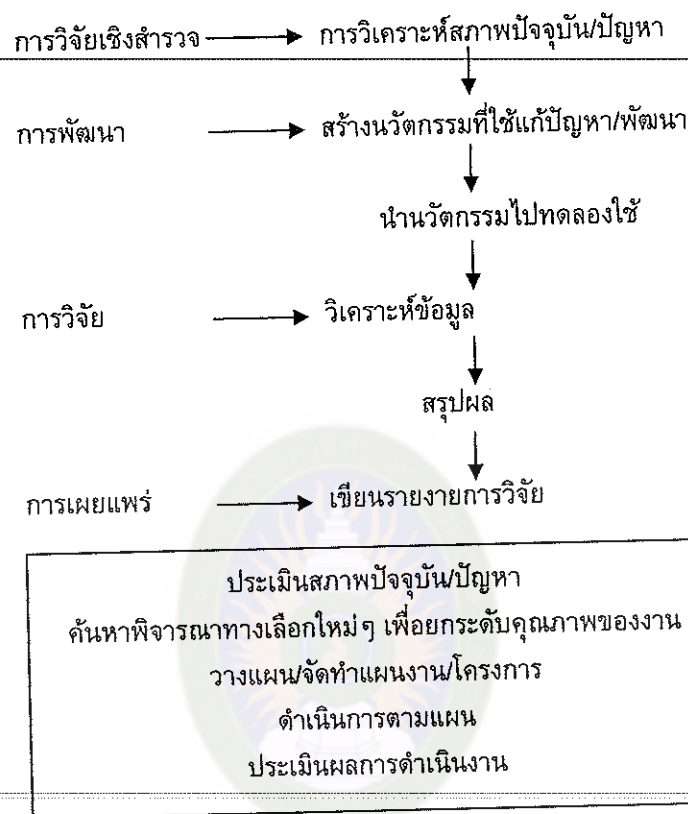 การวิจัยเชิงสำรวจ การวิเคราะห์สภาพปัจจุบัน/ปัญหา
การพัฒนา สร้างนวัตกรรมที่ใช้แก้ปัญหา/พัฒนา
นำนวัตกรรมไปทดลองใช้
การวิจัย วิเคราะห์ข้อมูล
สรุปผล
การเผยแพร่ เขียนรายงายการวิจัย
ประเมินสภาพปัจจุบัน/ปัญหา
ค้นหาพิจารณาทางเลือกใหม่ๆ เพื่อยกระดับคุณภาพของงาน
วางแผน/จัดทำแผนงาน/โครงการ
ดำเนินการตามแผน
ประเมินผลการดำเนินงาน